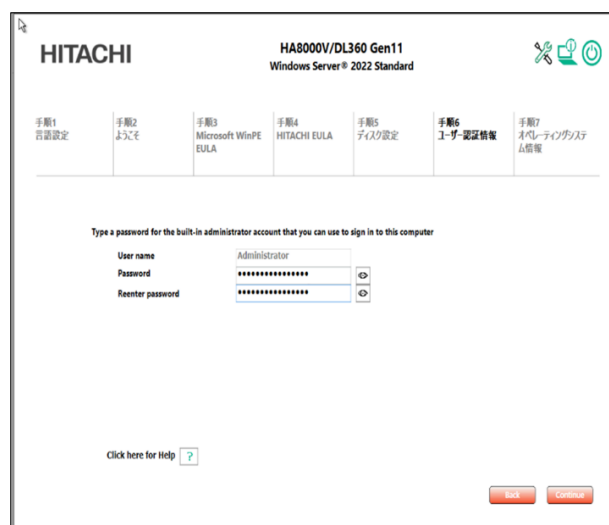 HITACHI
HA8000V/DL360 Gen11
Windows Server® 2022 Standard
手順1
言語設定
手順2
ようこそ
手順3
Microsoft WinPE
EULA
手順4
HITACHI EULA
手順5
ディスク設定
手順6
ユーザー認証情報
手順7
オペレーティングシステ
ム情報
Type a password for the built-in administrator account that you can use to sign in to this computer
User name
Administrator
Password
••••••••••••••••
Reenter password
••••••••••••••••
Click here for Help ?
Back
Continue